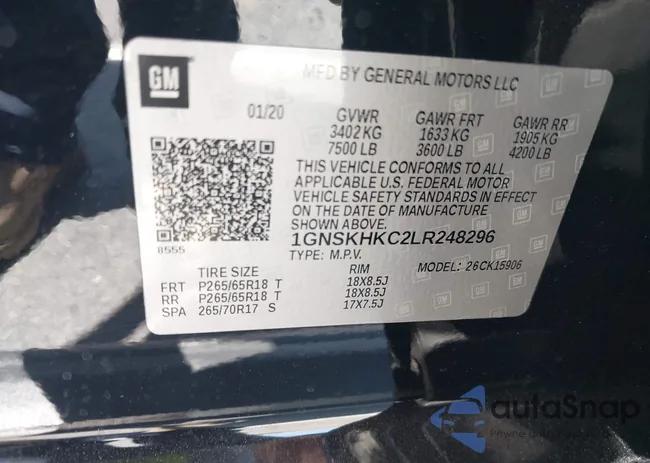 GM
MFD BY GENERAL MOTORS LLC
01/20 GVWR GAWR FRT GAWR RR
3402 KG 1633 KG 1905 KG
7500 LB 3600 LB 4200 LB
THIS VEHICLE CONFORMS TO ALL
APPLICABLE U.S. FEDERAL MOTOR
VEHICLE SAFETY STANDARDS IN EFFECT
ON THE DATE OF MANUFACTURE
SHOWN ABOVE.
1GNSKHKC2LR248296
8555 TYPE: M.P.V. MODEL: 26CK15906
TIRE SIZE RIM
FRT P265/65R18 T 18X8.5J
RR P265/65R18 T 18X8.5J
SPA 265/70R17 S 17X7.5J
autoSnap